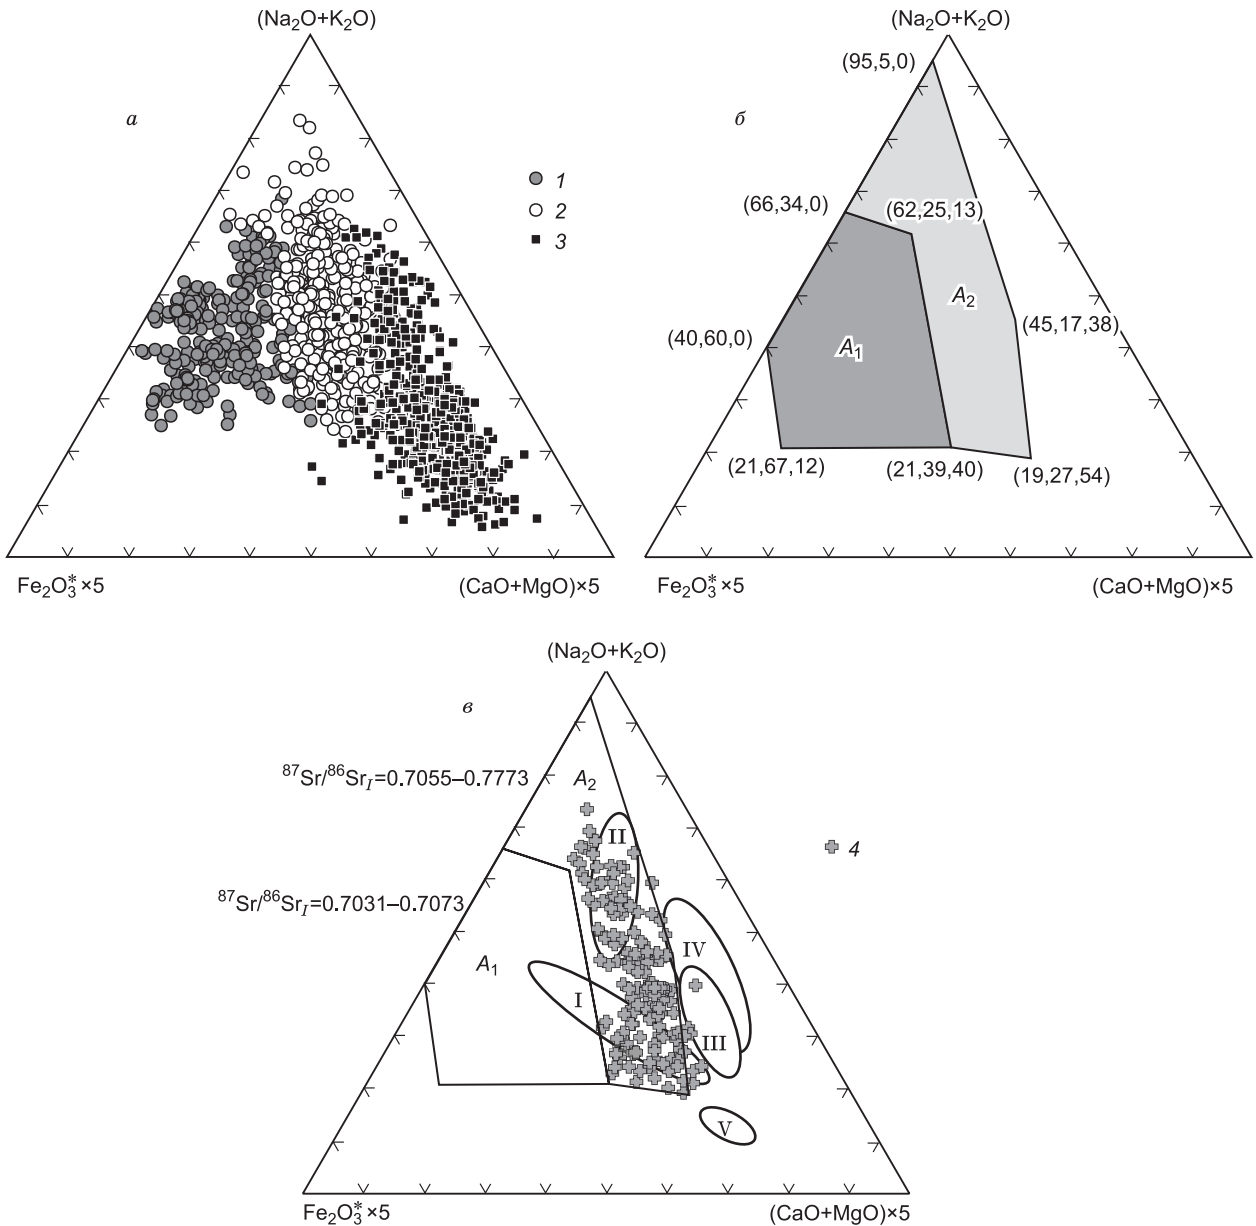 (Na₂O+K₂O)
а
1
2
3
Fe₂O₃*×5
(CaO+MgO)×5
(Na₂O+K₂O)
(95,5,0)
б
(66,34,0)
(62,25,13)
A₂
(45,17,38)
(40,60,0)
A₁
(21,67,12)
(21,39,40)
(19,27,54)
Fe₂O₃*×5
(CaO+MgO)×5
(Na₂O+K₂O)
в
⁸⁷Sr/⁸⁶Sr_I=0.7055–0.7773
A₂
II
4
⁸⁷Sr/⁸⁶Sr_I=0.7031–0.7073
IV
A₁
I
III
V
Fe₂O₃*×5
(CaO+MgO)×5